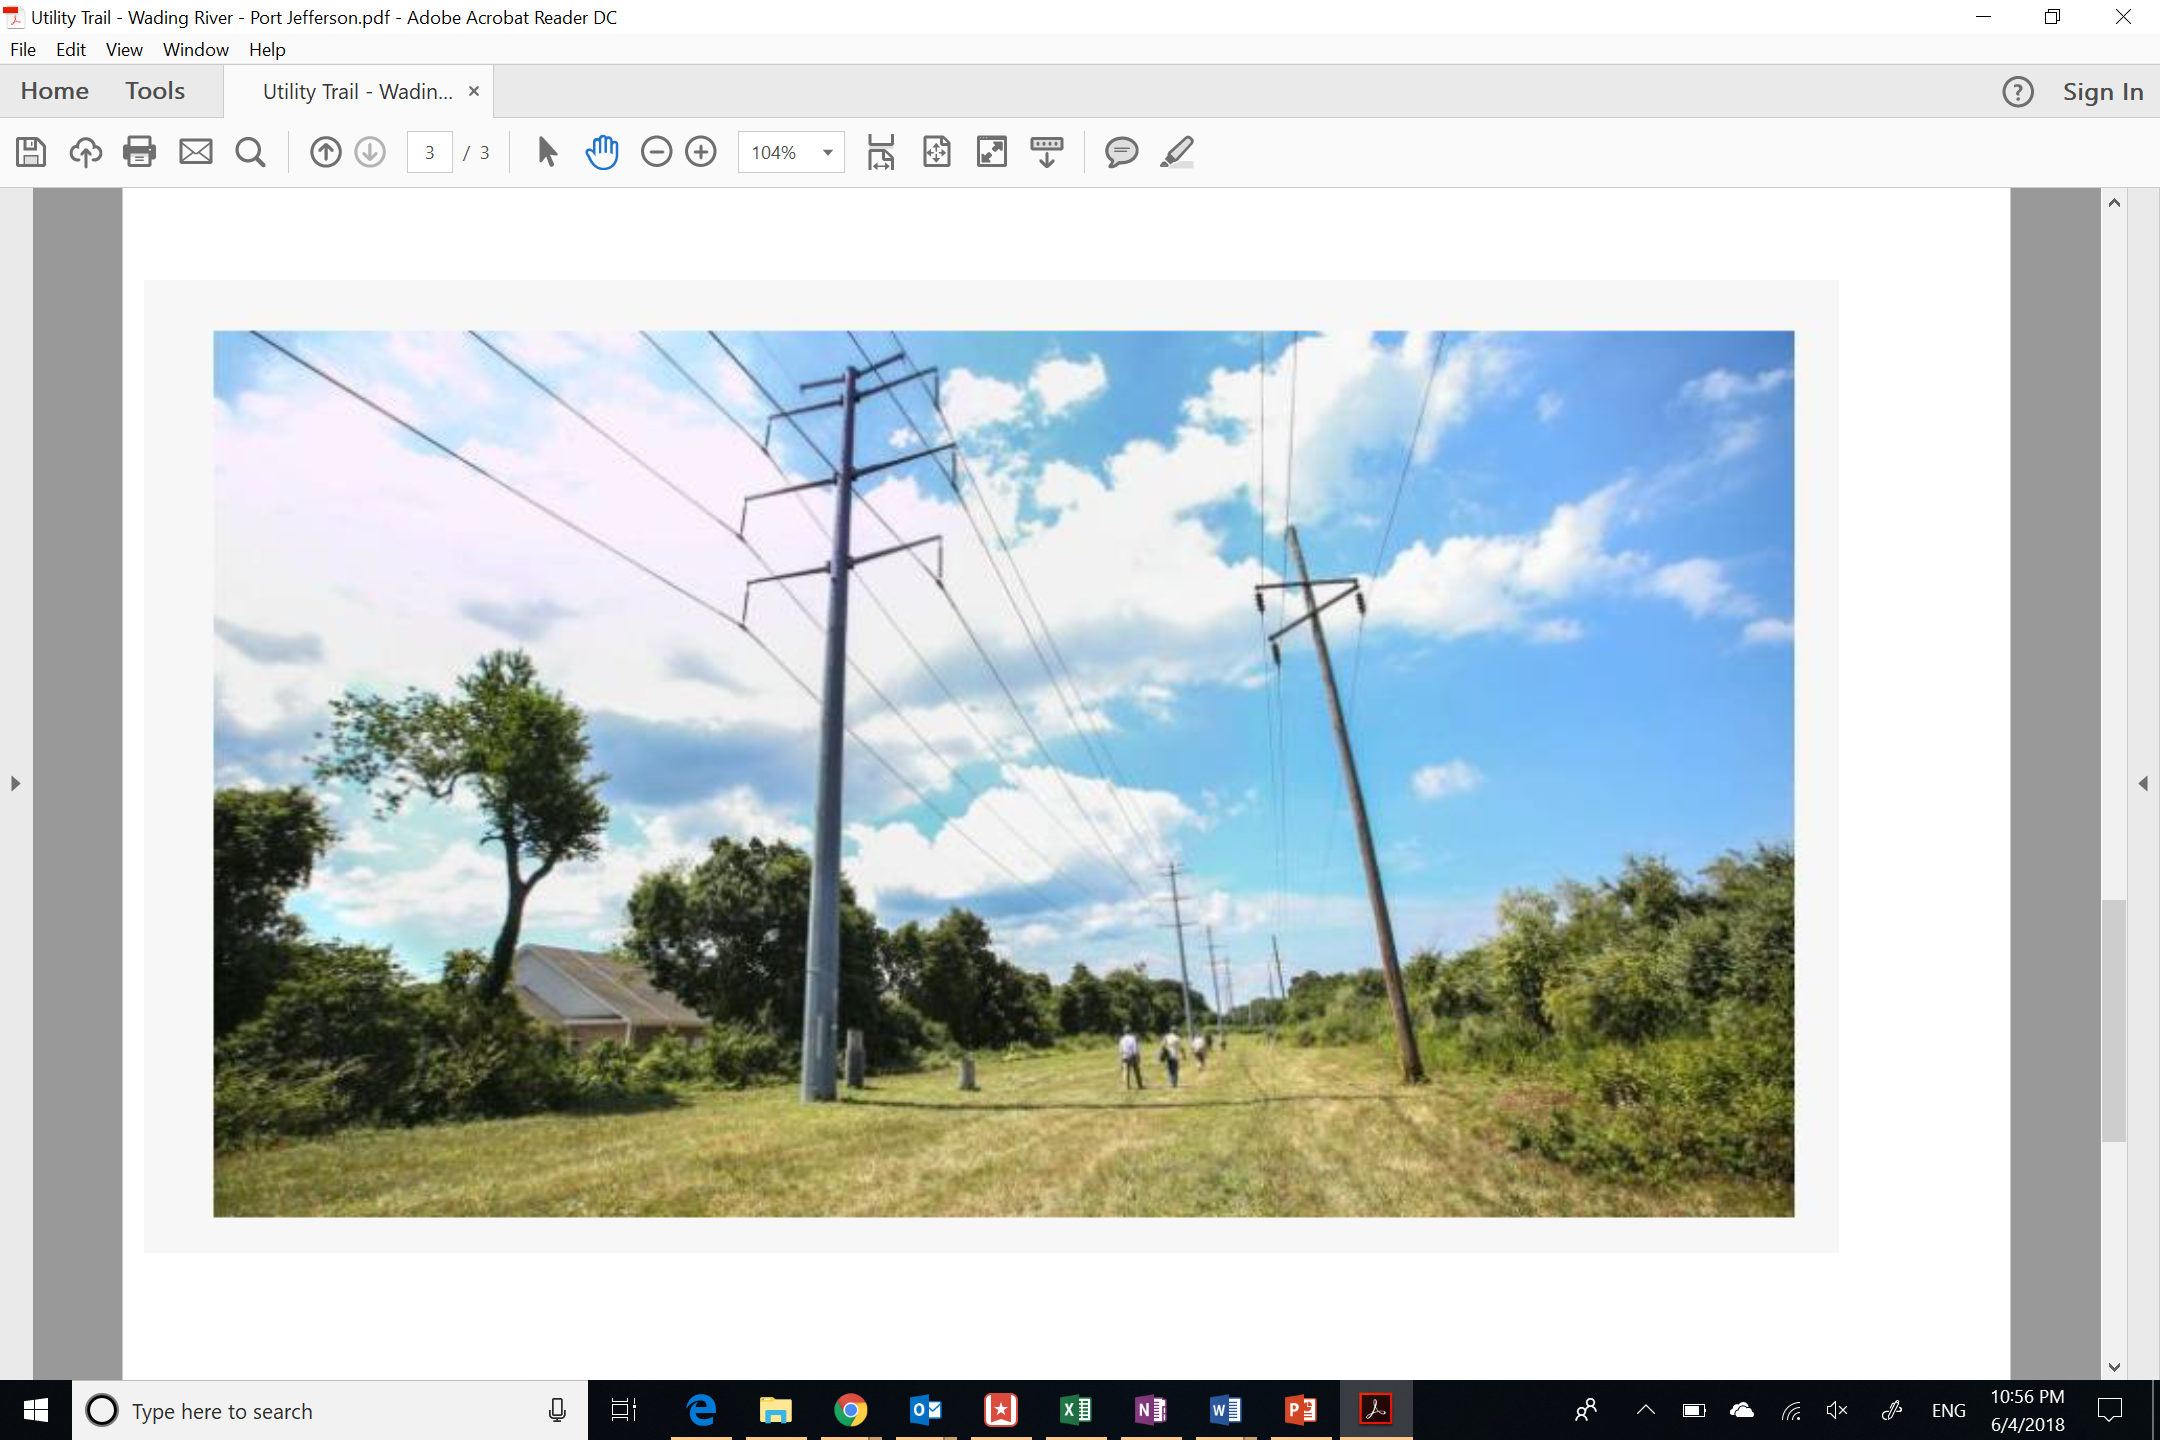 Utility Trail - Wading River - Port Jefferson.pdf - Adobe Acrobat Reader DC
File Edit View Window Help
Home Tools Utility Trail - Wadin... × ? Sign In
3 / 3 104%
Type here to search ENG 10:56 PM
6/4/2018